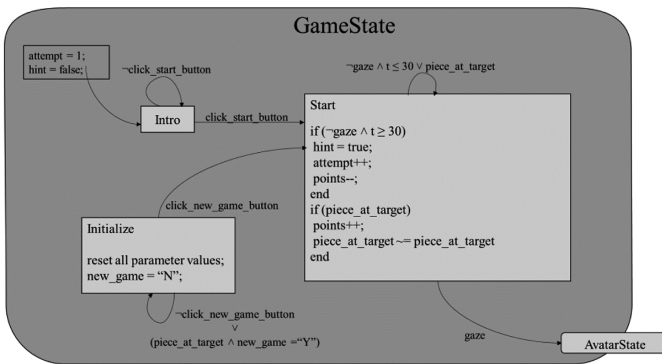 GameState
attempt = 1;
hint = false;
¬click_start_button
¬gaze ∧ t ≤ 30 ∨ piece_at_target
Intro
click_start_button
Start
if (¬gaze ∧ t ≥ 30)
hint = true;
attempt++;
points--;
end
if (piece_at_target)
points++;
piece_at_target ~= piece_at_target
end
click_new_game_button
Initialize
reset all parameter values;
new_game = “N”;
¬click_new_game_button
∨
(piece_at_target ∧ new_game =“Y”)
gaze
AvatarState